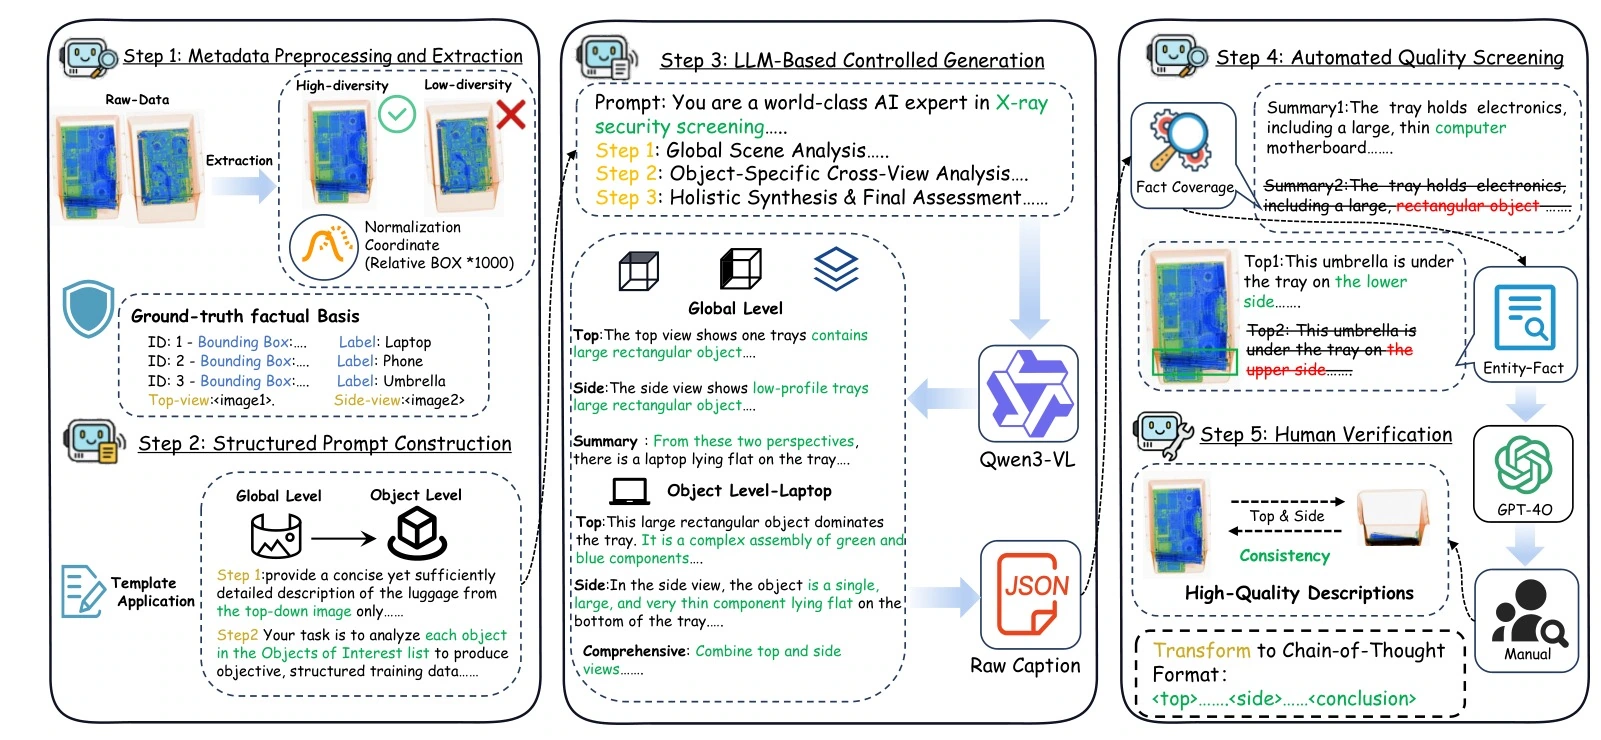 Step 1: Metadata Preprocessing and Extraction
Raw-Data
High-diversity
Low-diversity
Extraction
Normalization
Coordinate
(Relative BOX *1000)
Ground-truth factual Basis
ID: 1 - Bounding Box:.... Label: Laptop
ID: 2 - Bounding Box:.... Label: Phone
ID: 3 - Bounding Box:.... Label: Umbrella
Top-view:<image1>. Side-view:<image2>
Step 2: Structured Prompt Construction
Global Level
Object Level
Template
Application
Step 1:provide a concise yet sufficiently
detailed description of the luggage from
the top-down image only......
Step2 Your task is to analyze each object
in the Objects of Interest list to produce
objective, structured training data......
Step 3: LLM-Based Controlled Generation
Prompt: You are a world-class AI expert in X-ray
security screening.....
Step 1: Global Scene Analysis.....
Step 2: Object-Specific Cross-View Analysis....
Step 3: Holistic Synthesis & Final Assessment......
Global Level
Top:The top view shows one trays contains
large rectangular object....
Side:The side view shows low-profile trays
large rectangular object....
Summary : From these two perspectives,
there is a laptop lying flat on the tray....
Object Level-Laptop
Top:This large rectangular object dominates
the tray. It is a complex assembly of green and
blue components....
Side:In the side view, the object is a single,
large, and very thin component lying flat on the
bottom of the tray.....
Comprehensive: Combine top and side
views.......
Qwen3-VL
JSON
Raw Caption
Step 4: Automated Quality Screening
Fact Coverage
Summary1:The tray holds electronics,
including a large, thin computer
motherboard.......
Summary2:The tray holds electronics,
including a large, rectangular object .......
Top1:This umbrella is under
the tray on the lower
side.......
Top2: This umbrella is
under the tray on the
upper side.......
Entity-Fact
GPT-4O
Manual
Step 5: Human Verification
Top & Side
Consistency
High-Quality Descriptions
Transform to Chain-of-Thought
Format:
<top>.......<side>......<conclusion>